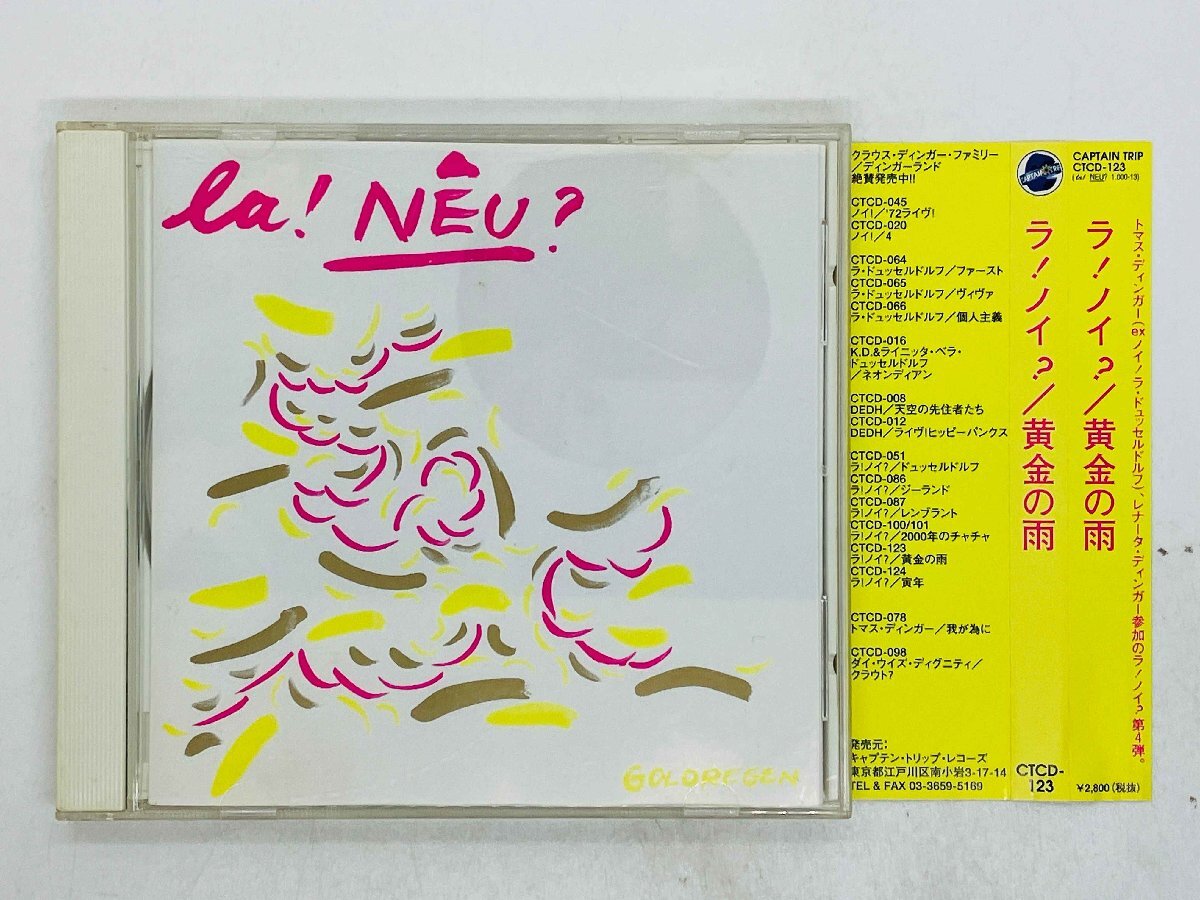 la! NÊU?
GOLDREGEN
クラウス・ディンガー・ファミリー
/ディンガーランド
絶賛発売中!!
CTCD-045
ノイ!/'72ライヴ!
CTCD-020
ノイ!/4
CTCD-064
ラ・ドュッセルドルフ/ファースト
CTCD-065
ラ・ドュッセルドルフ/ヴィヴァ
CTCD-066
ラ・ドュッセルドルフ/個人主義
CTCD-016
K.D.&ライニッタ・ベラ・
ドュッセルドルフ
/ネオンディアン
CTCD-008
DEDH/天空の先住者たち
CTCD-012
DEDH/ライヴ!ヒッピーパンクス
CTCD-051
ラ!ノイ?/ドュッセルドルフ
CTCD-086
ラ!ノイ?/ジーランド
CTCD-087
ラ!ノイ?/レンブラント
CTCD-100/101
ラ!ノイ?/2000年のチャチャ
CTCD-123
ラ!ノイ?/黄金の雨
CTCD-124
ラ!ノイ?/寅年
CTCD-078
トマス・ディンガー/我が為に
CTCD-098
ダイ・ウイズ・ディグニティ/
クラウト?
発売元:
キャプテン・トリップ・レコーズ
東京都江戸川区南小岩3-17-14
TEL & FAX 03-3659-5169
ラ!ノイ?/黄金の雨
CTCD-
123
CAPTAIN TRIP
CTCD-123
(la! NEU? 1.000-13)
トマス・ディンガー(exノイ!ラ・ドュッセルドルフ)、レナータ・ディンガー参加のラ!ノイ?第4弾。
ラ!ノイ?/黄金の雨
¥2,800(税抜)